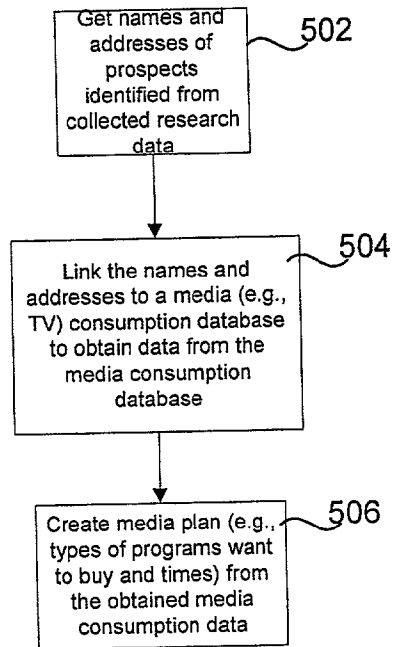 Get names and
addresses of
prospects
identified from
collected research
data
502
Link the names and
addresses to a media (e.g.,
TV) consumption database
to obtain data from the
media consumption
database
504
Create media plan (e.g.,
types of programs want
to buy and times) from
the obtained media
consumption data
506